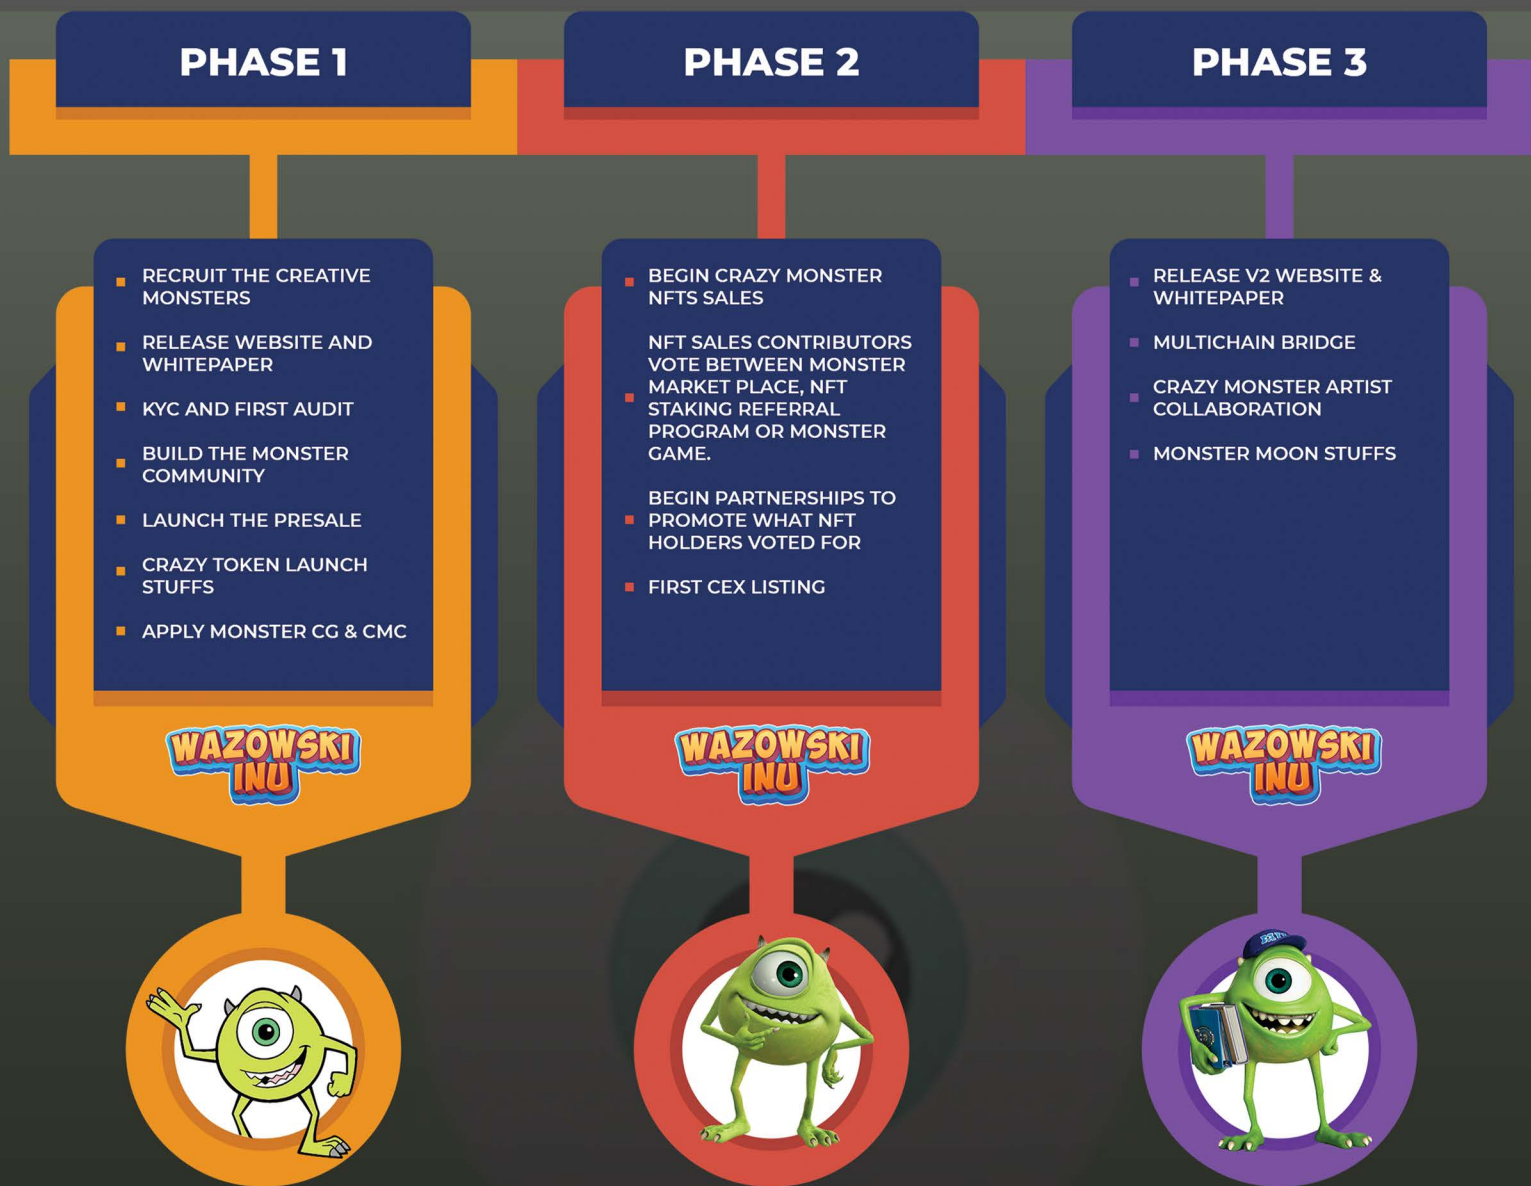 PHASE 1
RECRUIT THE CREATIVE
MONSTERS
RELEASE WEBSITE AND
WHITEPAPER
KYC AND FIRST AUDIT
BUILD THE MONSTER
COMMUNITY
LAUNCH THE PRESALE
CRAZY TOKEN LAUNCH
STUFFS
APPLY MONSTER CG & CMC
WAZOWSKI
INU
PHASE 2
BEGIN CRAZY MONSTER
NFTS SALES
NFT SALES CONTRIBUTORS
VOTE BETWEEN MONSTER
MARKET PLACE, NFT
STAKING REFERRAL
PROGRAM OR MONSTER
GAME.
BEGIN PARTNERSHIPS TO
PROMOTE WHAT NFT
HOLDERS VOTED FOR
FIRST CEX LISTING
WAZOWSKI
INU
PHASE 3
RELEASE V2 WEBSITE &
WHITEPAPER
MULTICHAIN BRIDGE
CRAZY MONSTER ARTIST
COLLABORATION
MONSTER MOON STUFFS
WAZOWSKI
INU